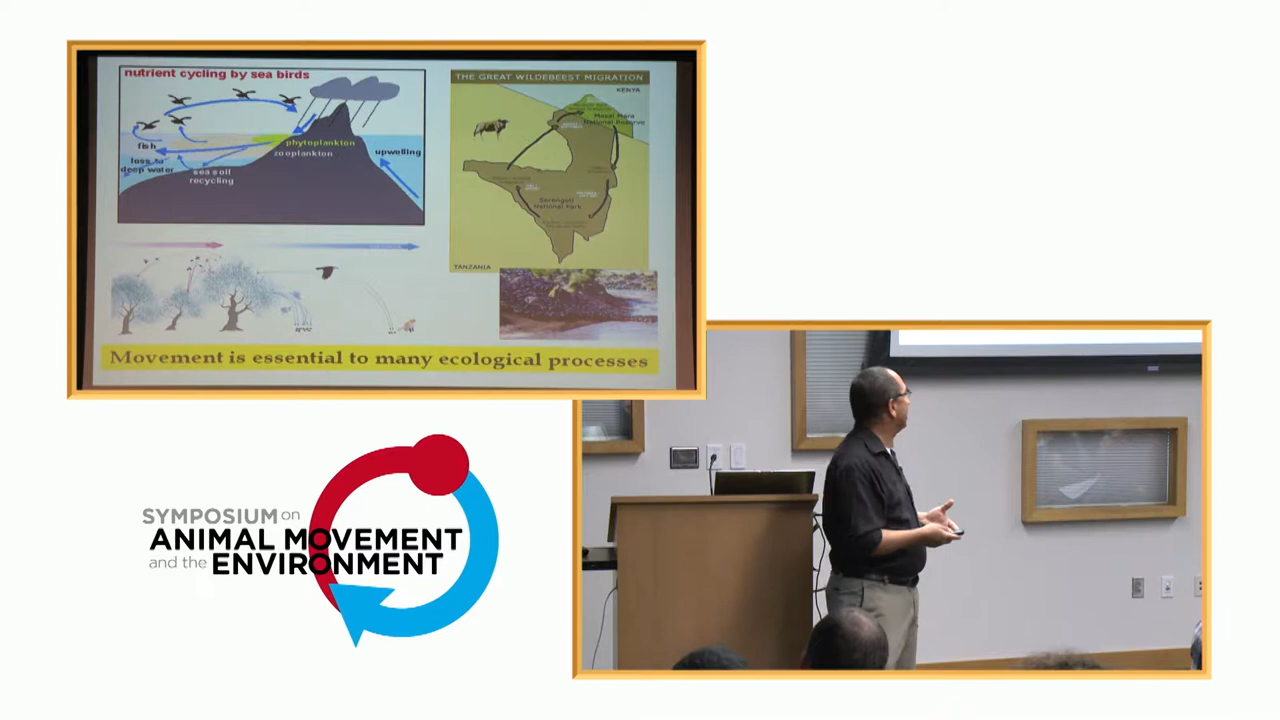 nutrient cycling by sea birds
fish
loss to
deep water
sea soil
recycling
phytoplankton
zooplankton
upwelling
THE GREAT WILDEBEEST MIGRATION
KENYA
Masai Mara
National Reserve
Serengeti
National Park
TANZANIA
Movement is essential to many ecological processes
SYMPOSIUM on
ANIMAL MOVEMENT
and the ENVIRONMENT